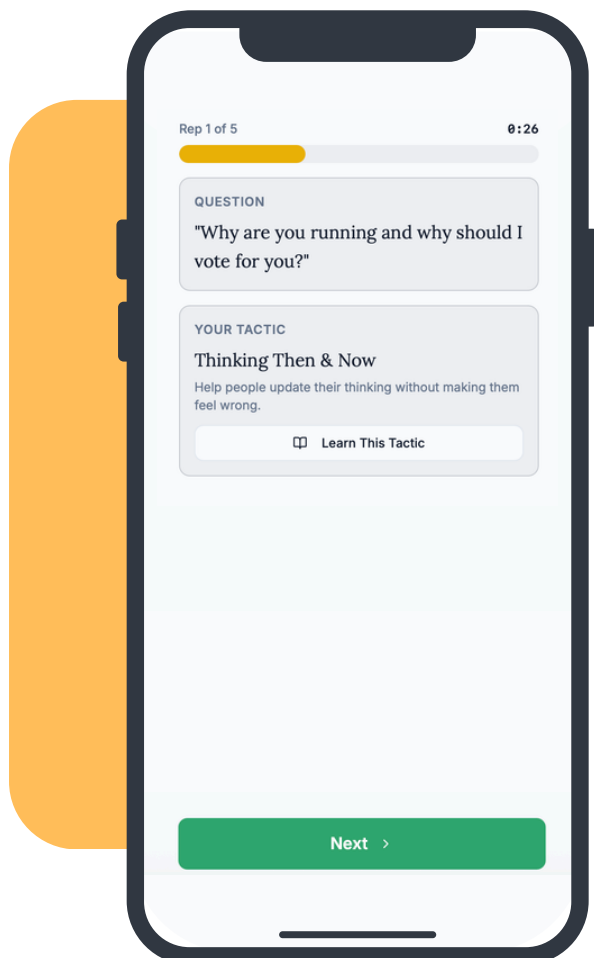 Rep 1 of 5
0:26
QUESTION
"Why are you running and why should I
vote for you?"
YOUR TACTIC
Thinking Then & Now
Help people update their thinking without making them
feel wrong.
Learn This Tactic
Next